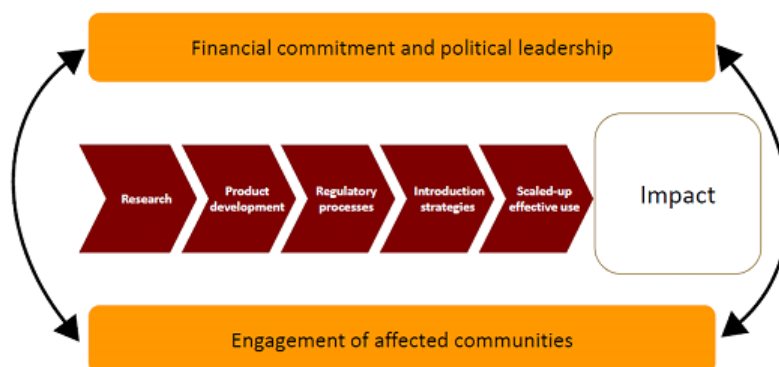 Financial commitment and political leadership
Research
Product
development
Regulatory
processes
Introduction
strategies
Scaled-up
effective use
Impact
Engagement of affected communities